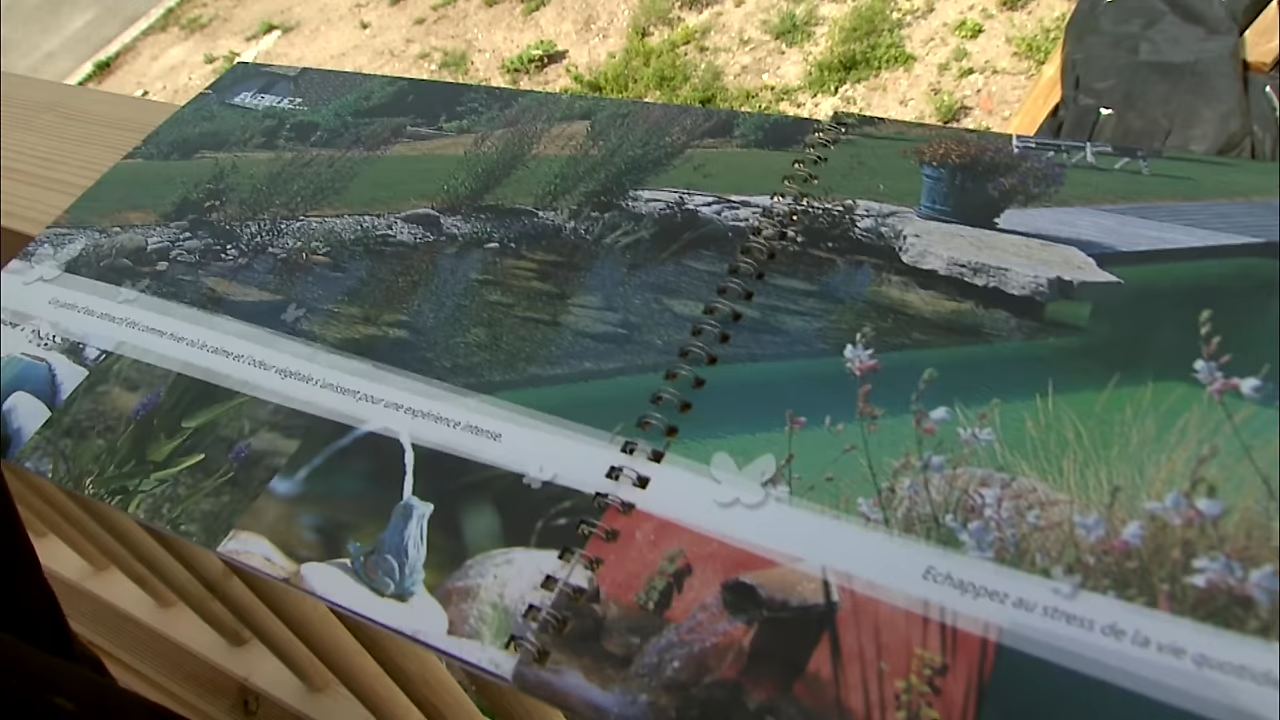 Un jardin d'eau attractif été comme hiver où le calme et l'odeur végétale s'unissent pour une expérience intense.
Echappez au stress de la vie